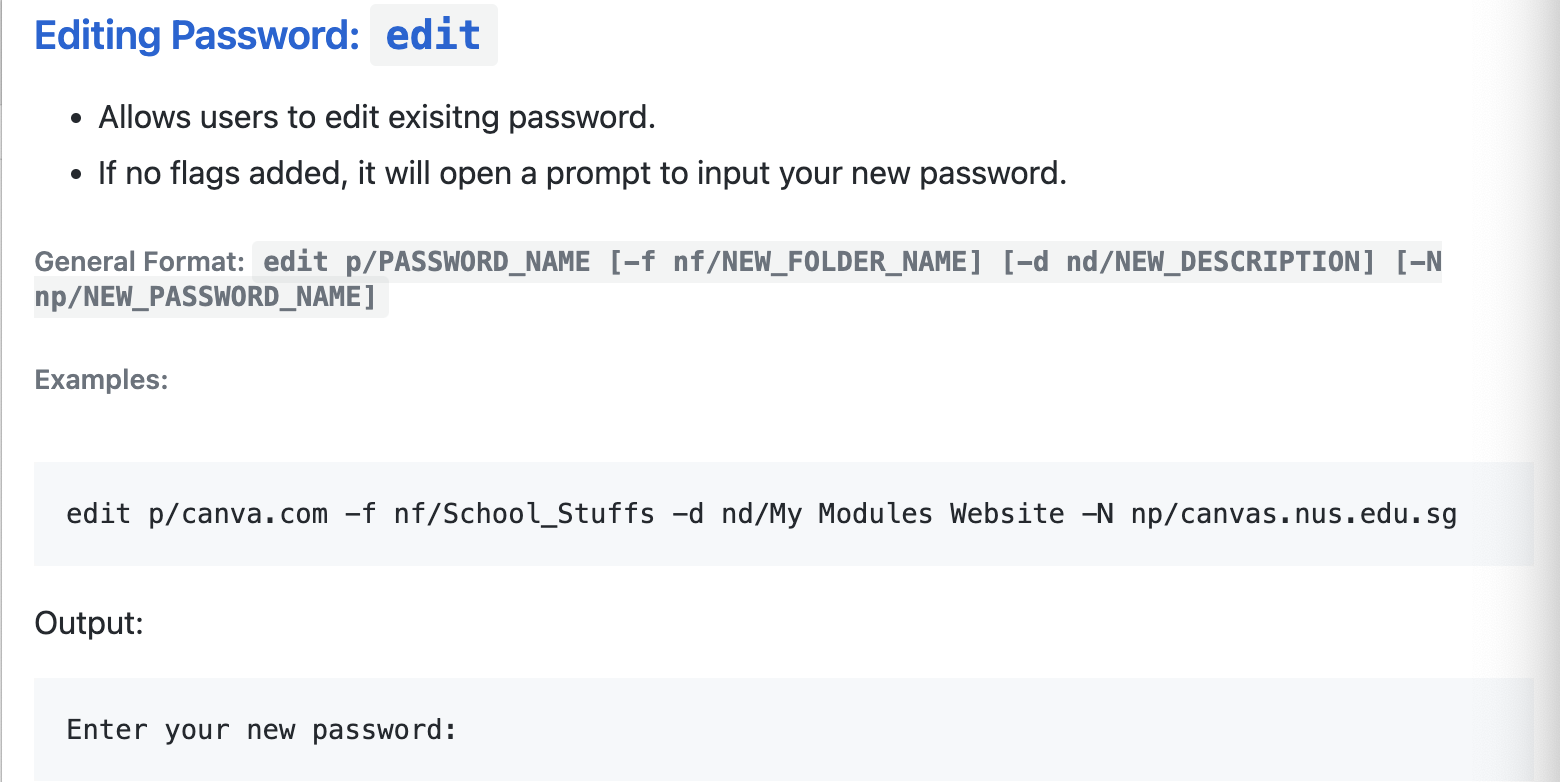 Editing Password: edit
Allows users to edit exisitng password.
If no flags added, it will open a prompt to input your new password.
General Format: edit p/PASSWORD_NAME [-f nf/NEW_FOLDER_NAME] [-d nd/NEW_DESCRIPTION] [-N
np/NEW_PASSWORD_NAME]
Examples:
edit p/canva.com -f nf/School_Stuffs -d nd/My Modules Website -N np/canvas.nus.edu.sg
Output:
Enter your new password: